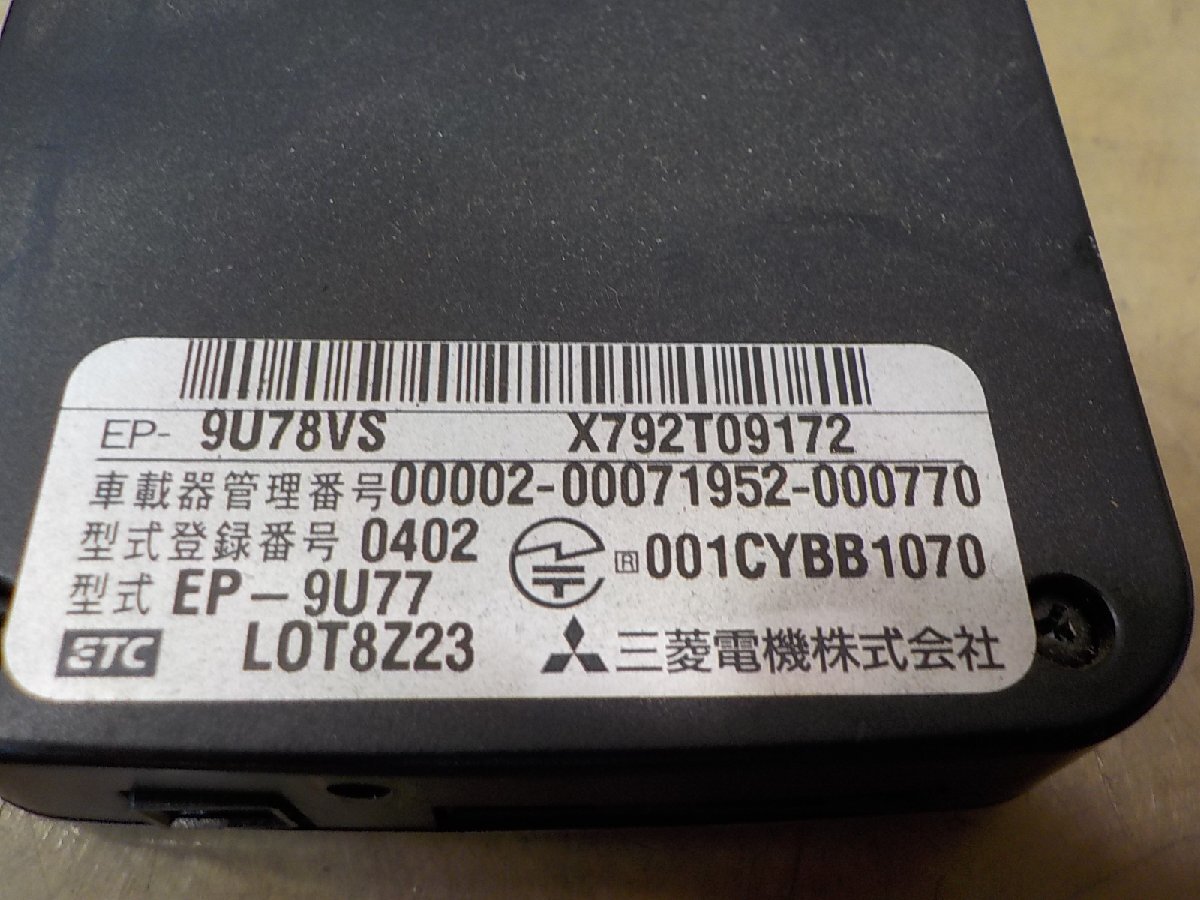 EP- 9U78VS X792T09172
車載器管理番号00002-00071952-000770
型式登録番号 0402 R 001CYBB1070
型式 EP-9U77
ETC LOT8Z23 三菱電機株式会社